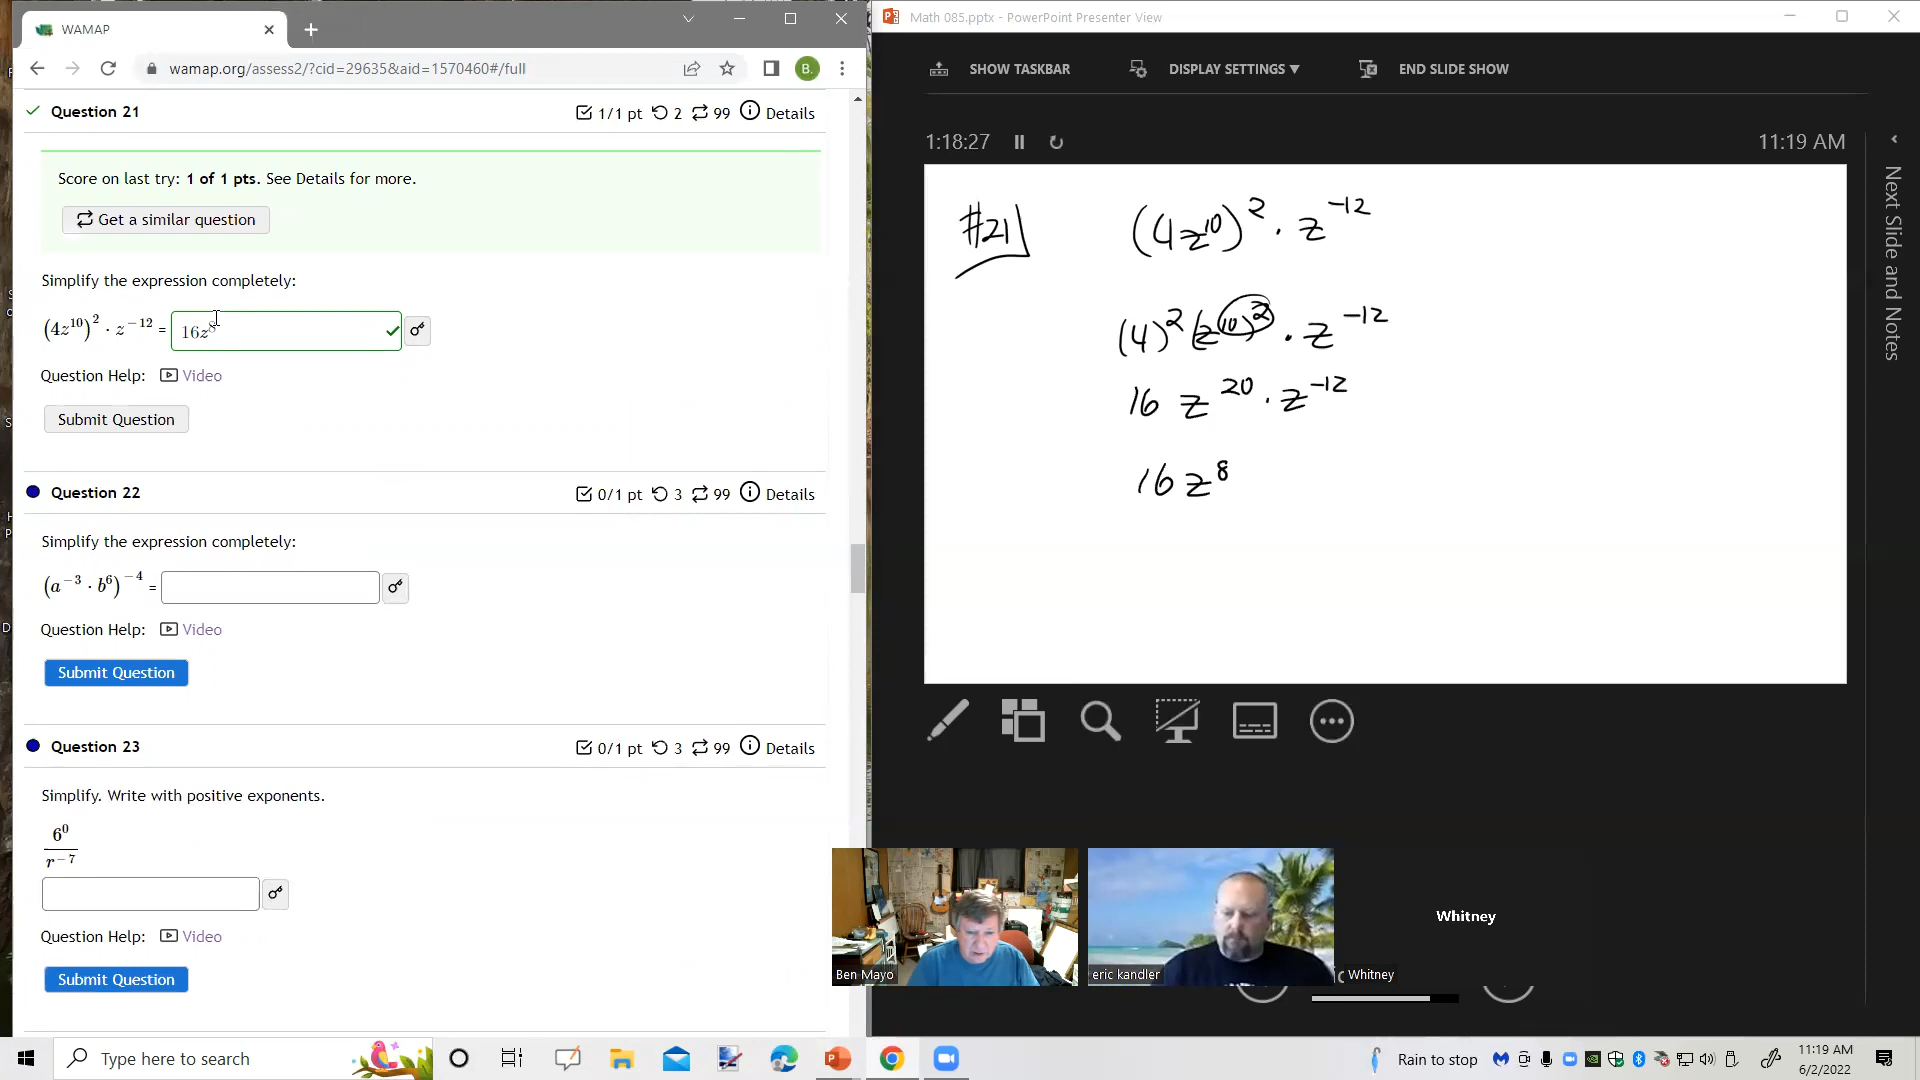 WAMAP
wamap.org/assess2/?cid=29635&aid=1570460#/full
B.
Question 21
1/1 pt 2 99 Details
Score on last try: 1 of 1 pts. See Details for more.
Get a similar question
Simplify the expression completely:
(4z^10)^2 · z^−12 = 16z^8
Question Help: Video
Submit Question
Question 22
0/1 pt 3 99 Details
Simplify the expression completely:
(a^−3 · b^6)^−4 =
Question Help: Video
Submit Question
Question 23
0/1 pt 3 99 Details
Simplify. Write with positive exponents.
6^0
r^−7
Question Help: Video
Submit Question
Math 085.pptx - PowerPoint Presenter View
SHOW TASKBAR DISPLAY SETTINGS ▼ END SLIDE SHOW
1:18:27 11:19 AM
#21 (4z^10)^2 · z^-12
(4)^2 (z^10)^2 · z^-12
16 z^20 · z^-12
16 z^8
Next Slide and Notes
Ben Mayo
eric kandler
Whitney
Whitney
Type here to search
Rain to stop
11:19 AM
6/2/2022